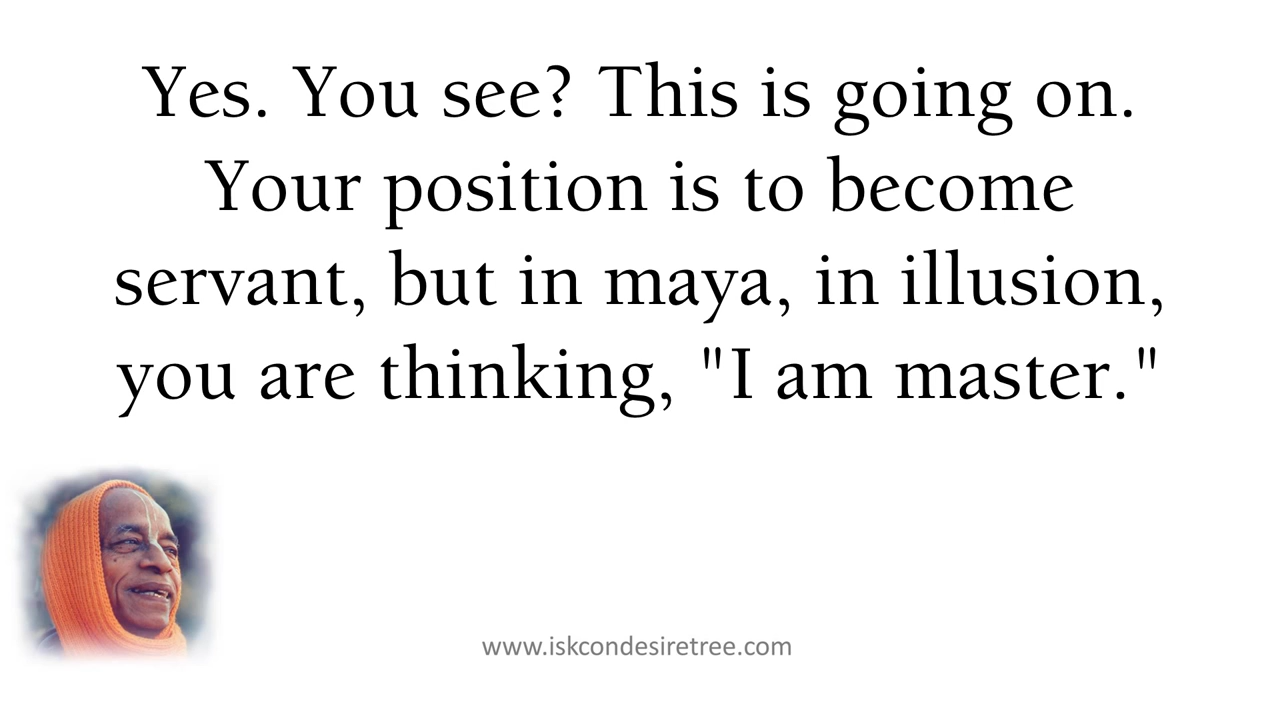 Yes. You see? This is going on.
Your position is to become
servant, but in maya, in illusion,
you are thinking, "I am master."
www.iskcondesiretree.com